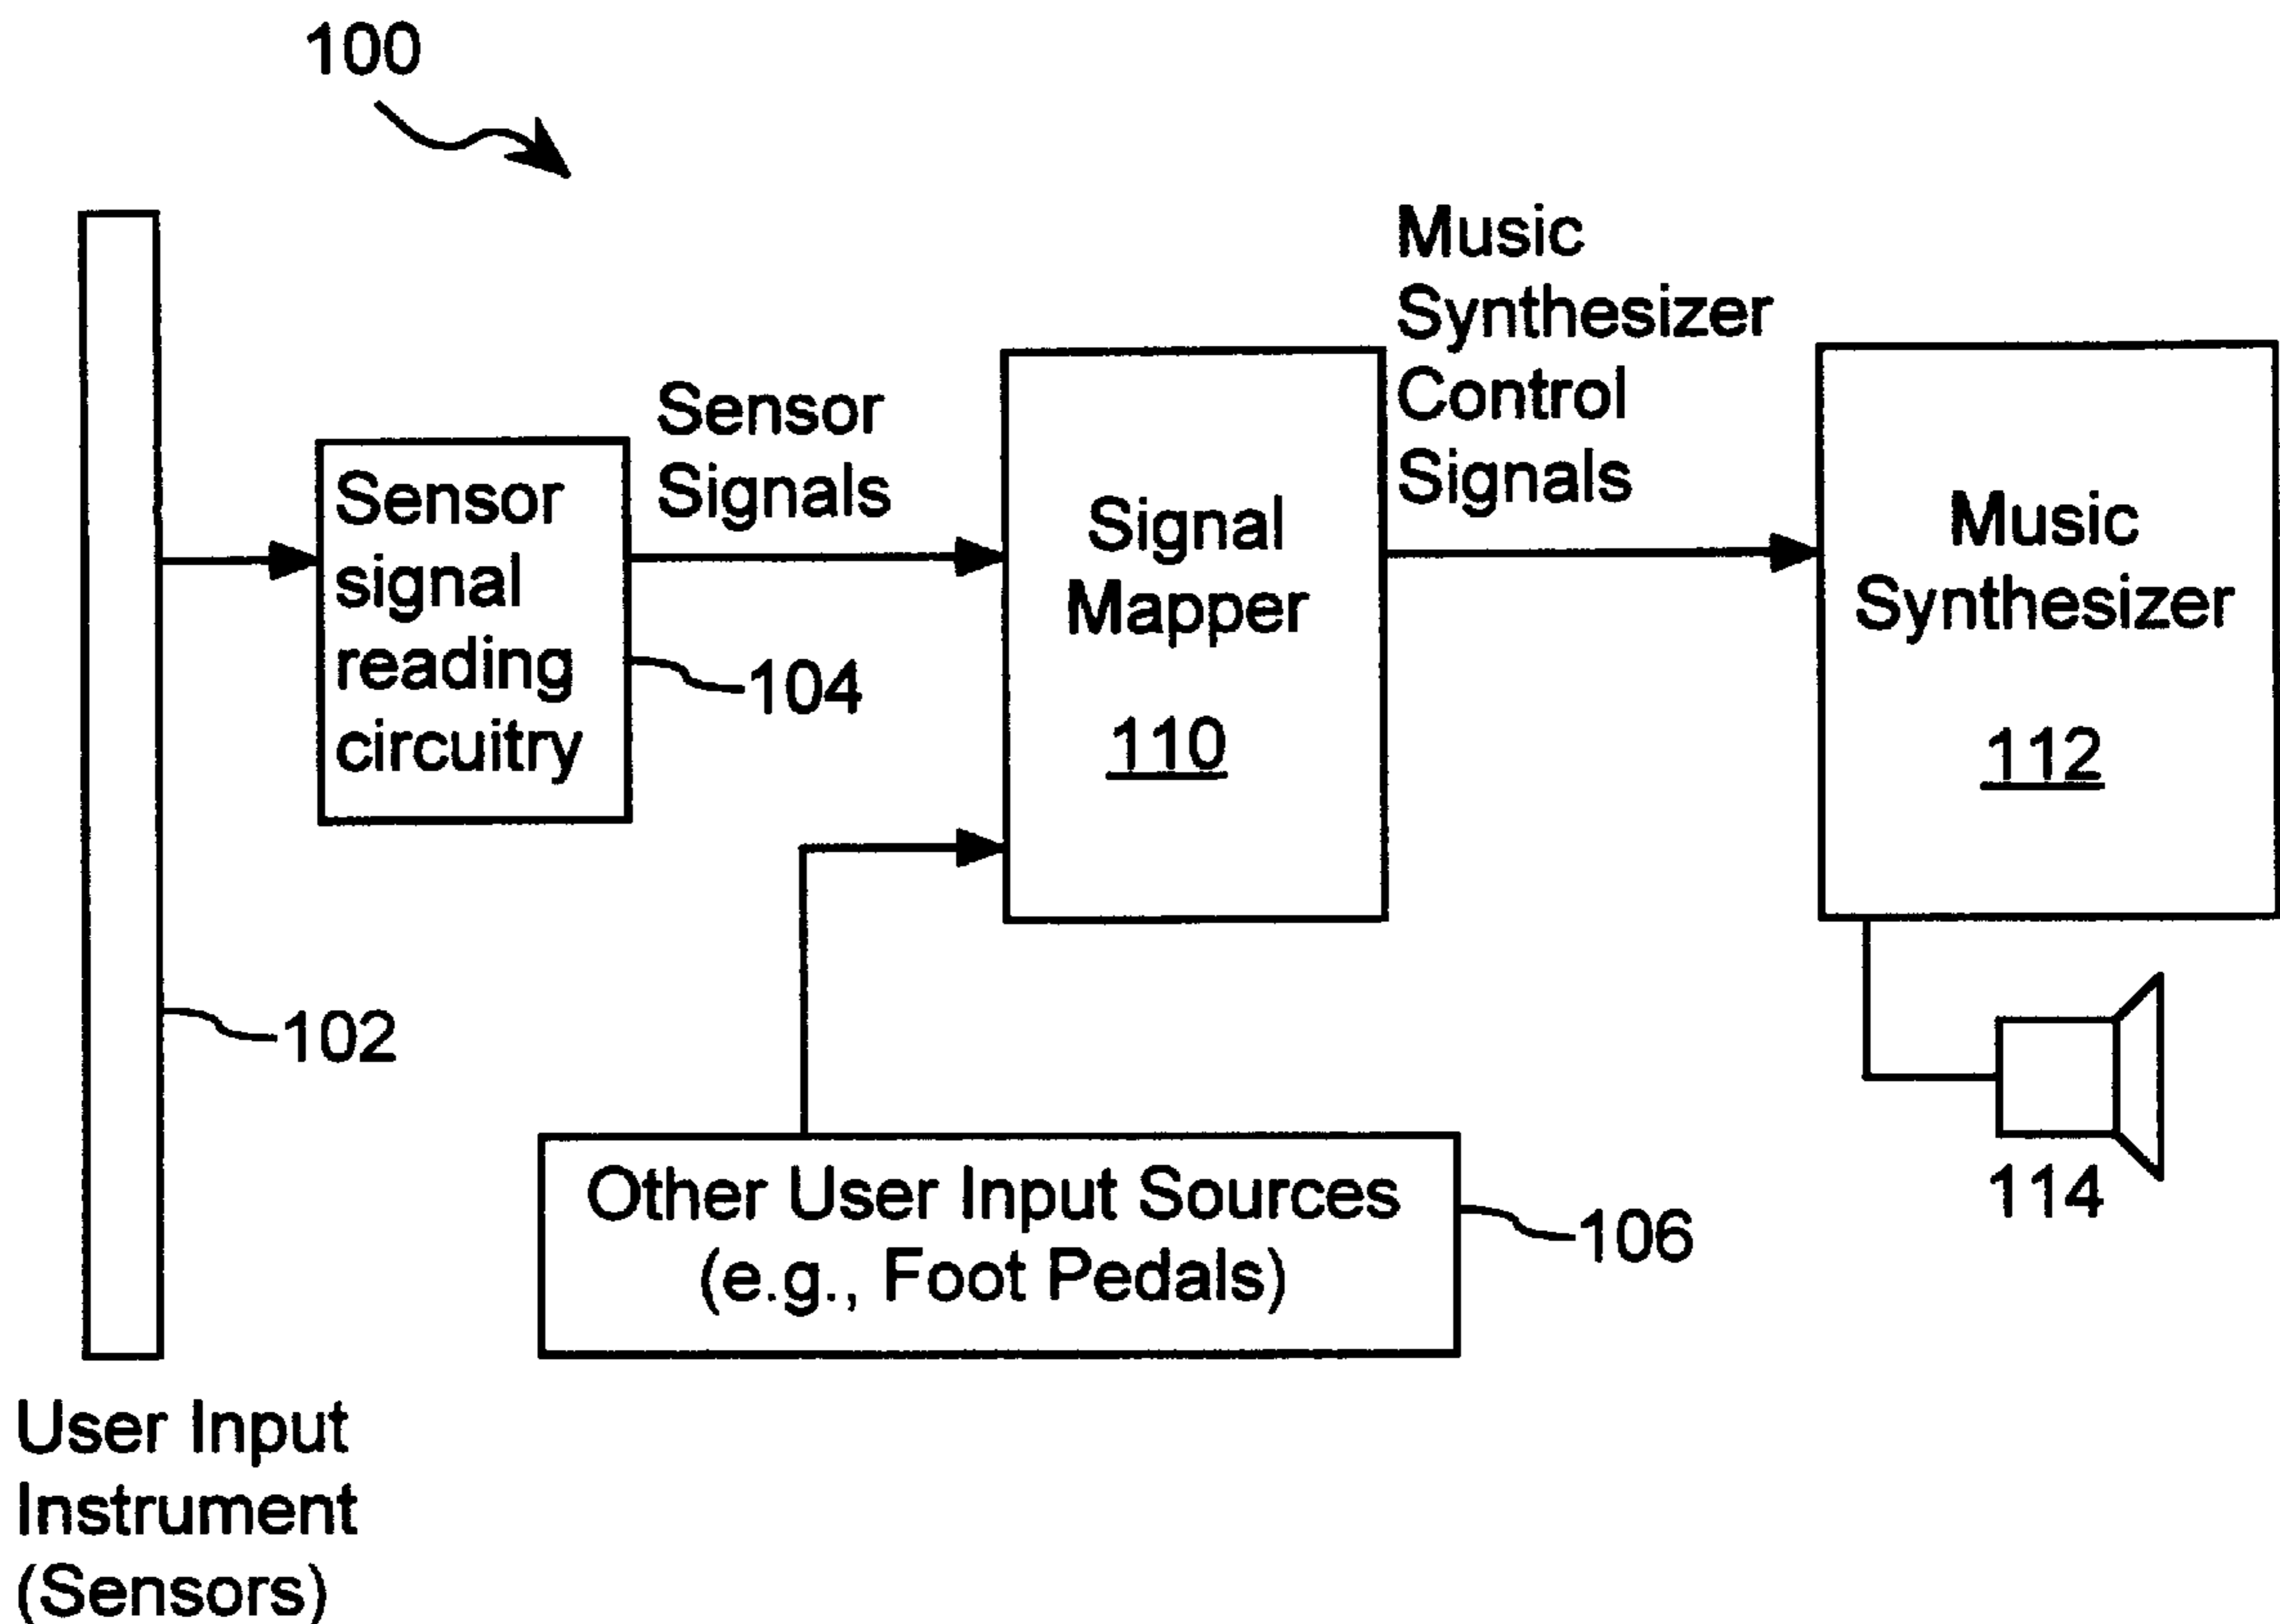 100
Music
Synthesizer
Control
Signals
Sensor
Signals
Sensor
signal
reading
circuitry
104
Signal
Mapper
110
Music
Synthesizer
112
102
114
Other User Input Sources
(e.g., Foot Pedals)
106
User Input
Instrument
(Sensors)